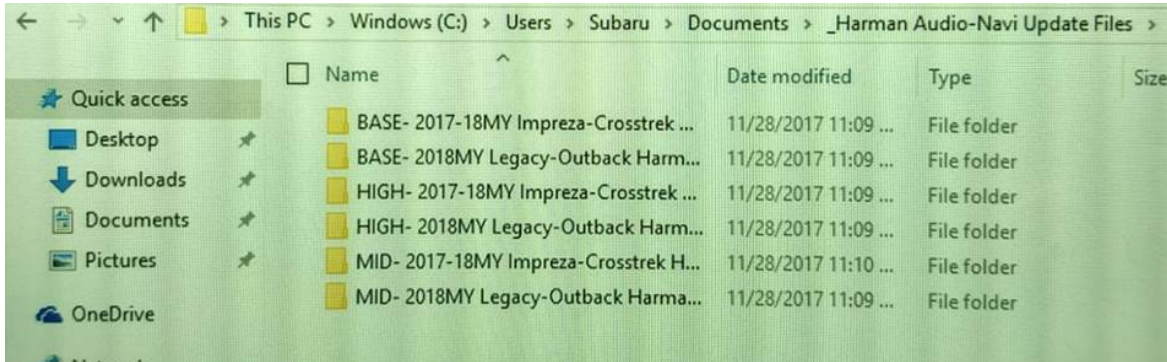 This PC > Windows (C:) > Users > Subaru > Documents > _Harman Audio-Navi Update Files >
Name Date modified Type Size
Quick access
Desktop
Downloads
Documents
Pictures
OneDrive
BASE- 2017-18MY Impreza-Crosstrek ... 11/28/2017 11:09 ... File folder
BASE- 2018MY Legacy-Outback Harm... 11/28/2017 11:09 ... File folder
HIGH- 2017-18MY Impreza-Crosstrek ... 11/28/2017 11:09 ... File folder
HIGH- 2018MY Legacy-Outback Harm... 11/28/2017 11:09 ... File folder
MID- 2017-18MY Impreza-Crosstrek H... 11/28/2017 11:10 ... File folder
MID- 2018MY Legacy-Outback Harma... 11/28/2017 11:09 ... File folder